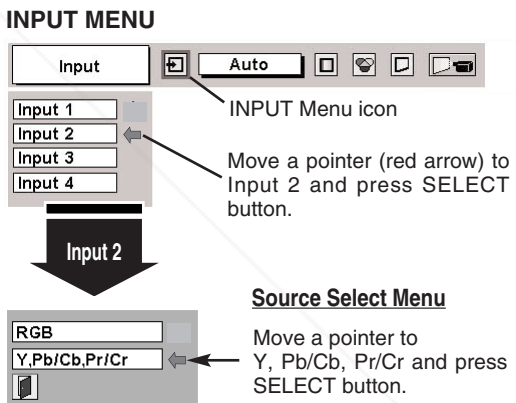 INPUT MENU
Input
Auto
INPUT Menu icon
Input 1
Input 2
Input 3
Input 4
Move a pointer (red arrow) to
Input 2 and press SELECT
button.
Input 2
Source Select Menu
RGB
Y,Pb/Cb,Pr/Cr
Move a pointer to
Y, Pb/Cb, Pr/Cr and press
SELECT button.